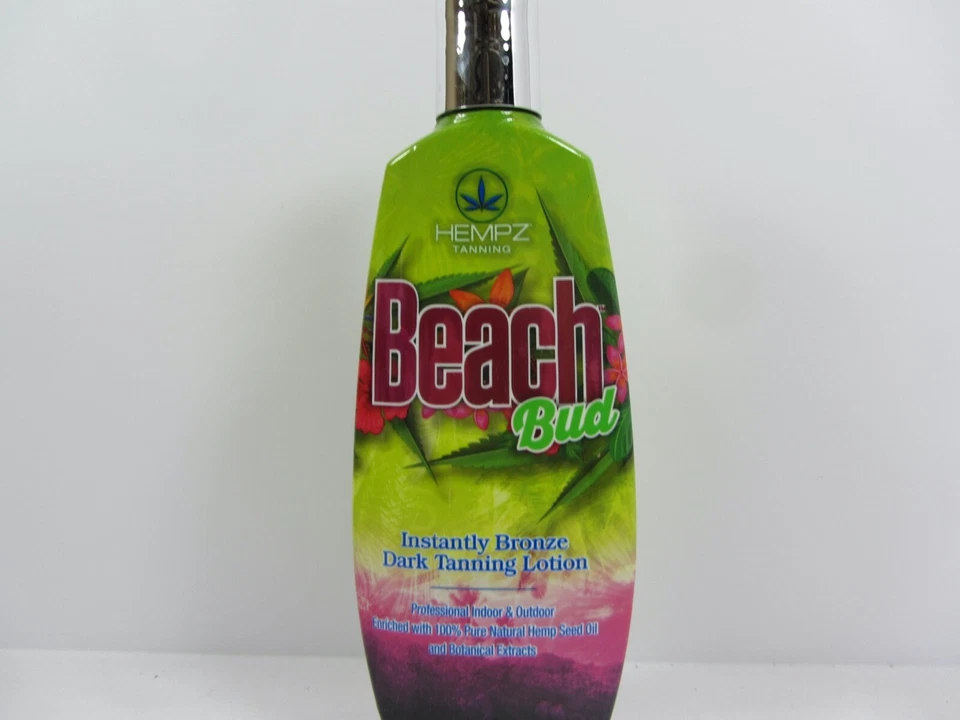 HEMPZ
TANNING
Beach™
Bud
Instantly Bronze
Dark Tanning Lotion
Professional Indoor & Outdoor
Enriched with 100% Pure Natural Hemp Seed Oil
and Botanical Extracts